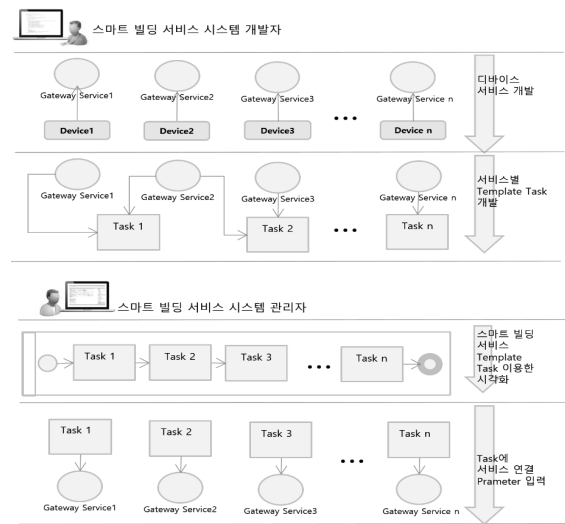 스마트 빌딩 서비스 시스템 개발자
Gateway Service1
Gateway Service2
Gateway Service3
Gateway Service n
Device1
Device2
Device3
Device n
디바이스
서비스 개발
Gateway Service1
Gateway Service2
Gateway Service3
Gateway Service n
Task 1
Task 2
Task n
서비스별
Template Task
개발
스마트 빌딩 서비스 시스템 관리자
Task 1
Task 2
Task 3
Task n
스마트 빌딩
서비스
Template
Task 이용한
시각화
Task 1
Task 2
Task 3
Task n
Gateway Service1
Gateway Service2
Gateway Service3
Gateway Service n
Task에
서비스 연결
Prameter 입력